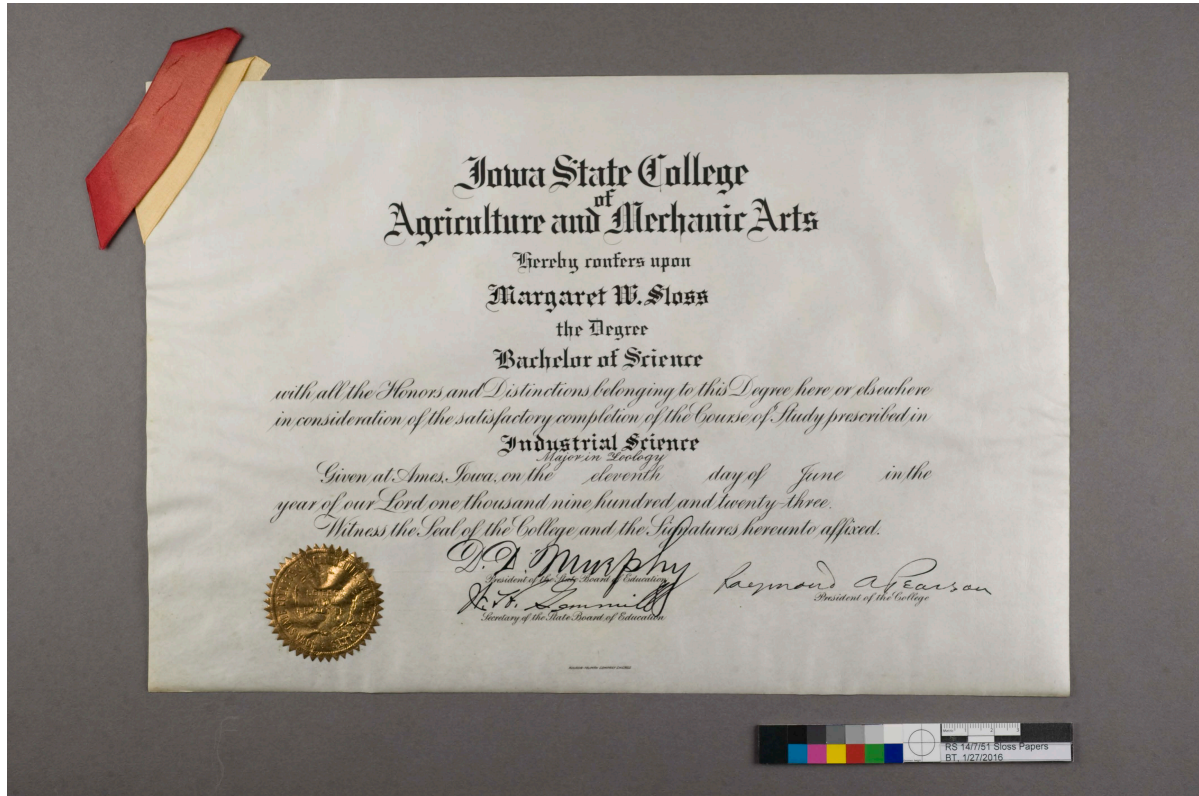 Iowa State College
of
Agriculture and Mechanic Arts
Hereby confers upon
Margaret W. Sloss
the Degree
Bachelor of Science
with all the Honors and Distinctions belonging to this Degree here or elsewhere
in consideration of the satisfactory completion of the Course of Study prescribed in
Industrial Science
Major in Zoology
Given at Ames, Iowa, on the eleventh day of June in the
year of our Lord one thousand nine hundred and twenty-three.
Witness the Seal of the College and the Signatures hereunto affixed.
D. D. Murphy
President of the State Board of Education
Raymond A Pearson
President of the College
W. H. Gemmill
Secretary of the State Board of Education
RS 14/7/51 Sloss Papers
BT, 1/27/2016